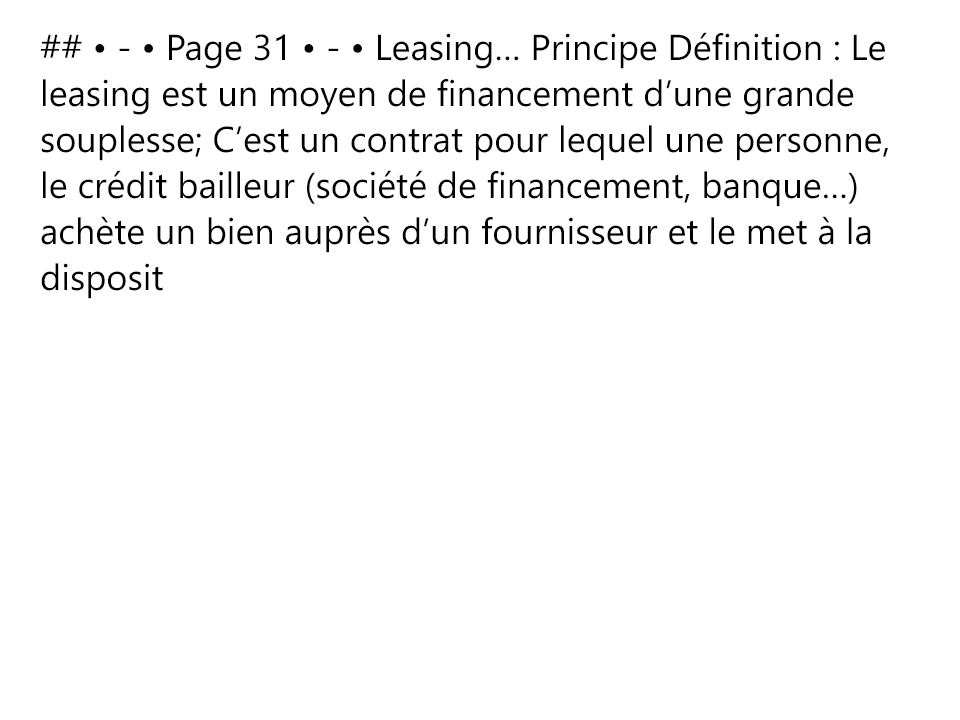 ## • - • Page 31 • - • Leasing… Principe Définition : Le
leasing est un moyen de financement d’une grande
souplesse; C’est un contrat pour lequel une personne,
le crédit bailleur (société de financement, banque…)
achète un bien auprès d’un fournisseur et le met à la
disposit